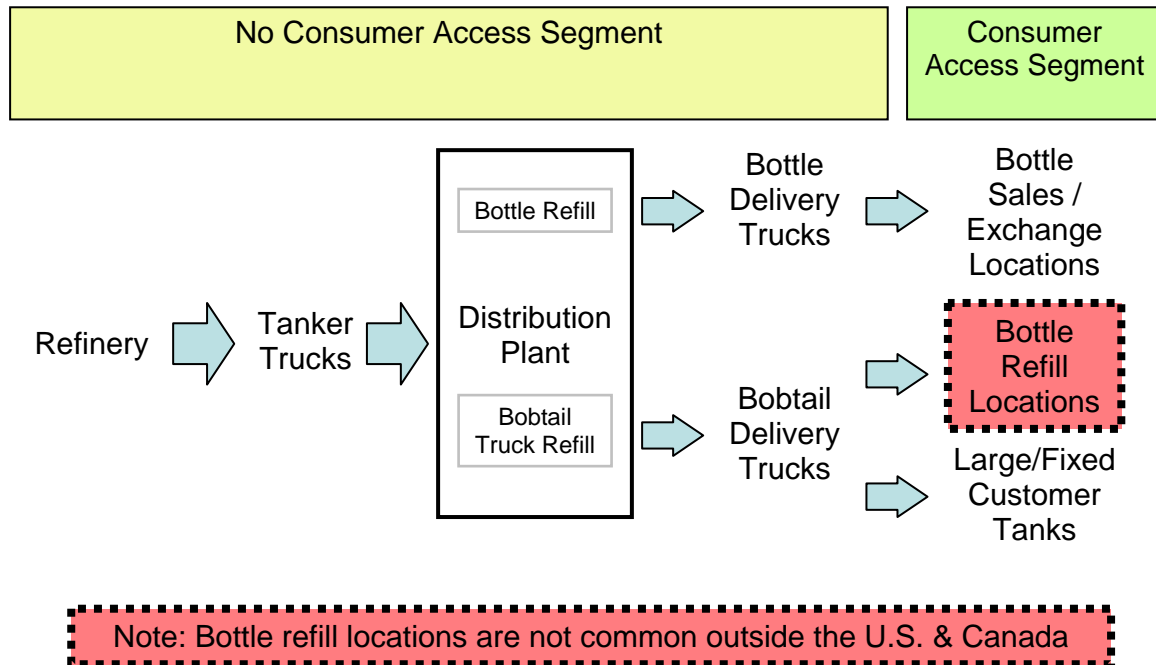 No Consumer Access Segment
Consumer
Access Segment
Refinery
Tanker
Trucks
Bottle Refill
Distribution
Plant
Bobtail
Truck Refill
Bottle
Delivery
Trucks
Bobtail
Delivery
Trucks
Bottle
Sales /
Exchange
Locations
Bottle
Refill
Locations
Large/Fixed
Customer
Tanks
Note: Bottle refill locations are not common outside the U.S. & Canada